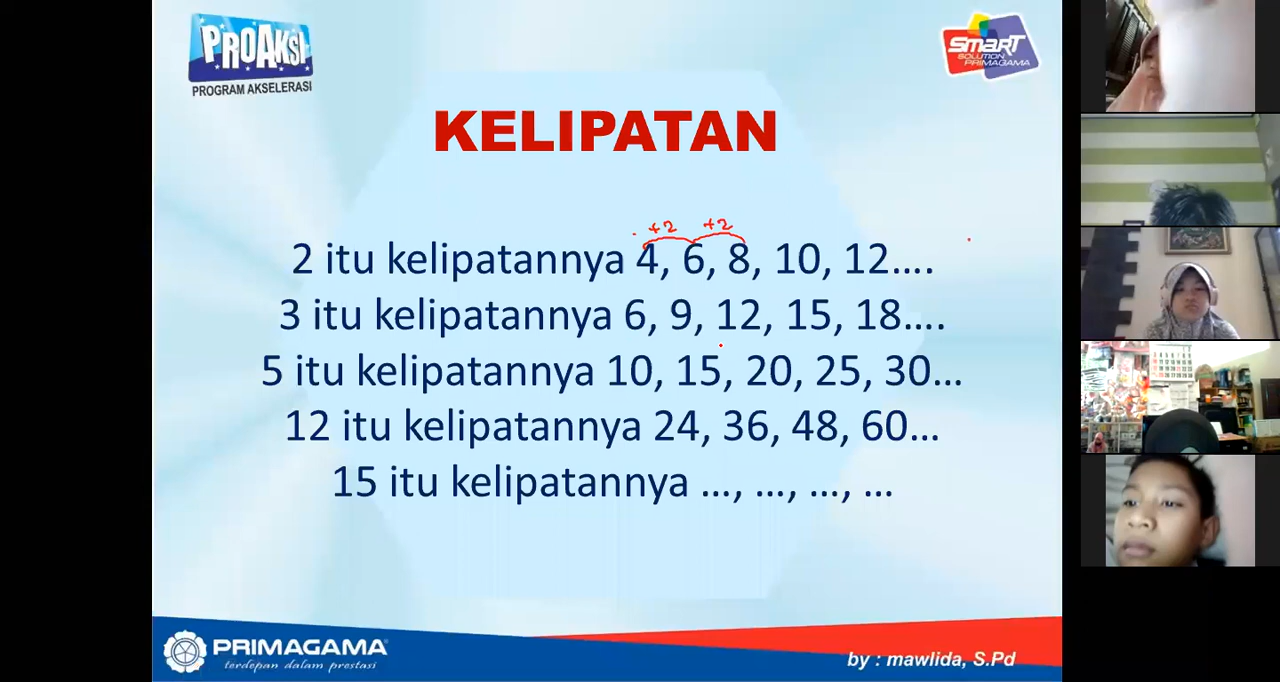 PROAKSI
PROGRAM AKSELERASI
SMART
SOLUTION
PRIMAGAMA
KELIPATAN
+2 +2
2 itu kelipatannya 4, 6, 8, 10, 12....
3 itu kelipatannya 6, 9, 12, 15, 18....
5 itu kelipatannya 10, 15, 20, 25, 30...
12 itu kelipatannya 24, 36, 48, 60...
15 itu kelipatannya ..., ..., ..., ...
PRIMAGAMA
terdepan dalam prestasi
by : mawlida, S.Pd